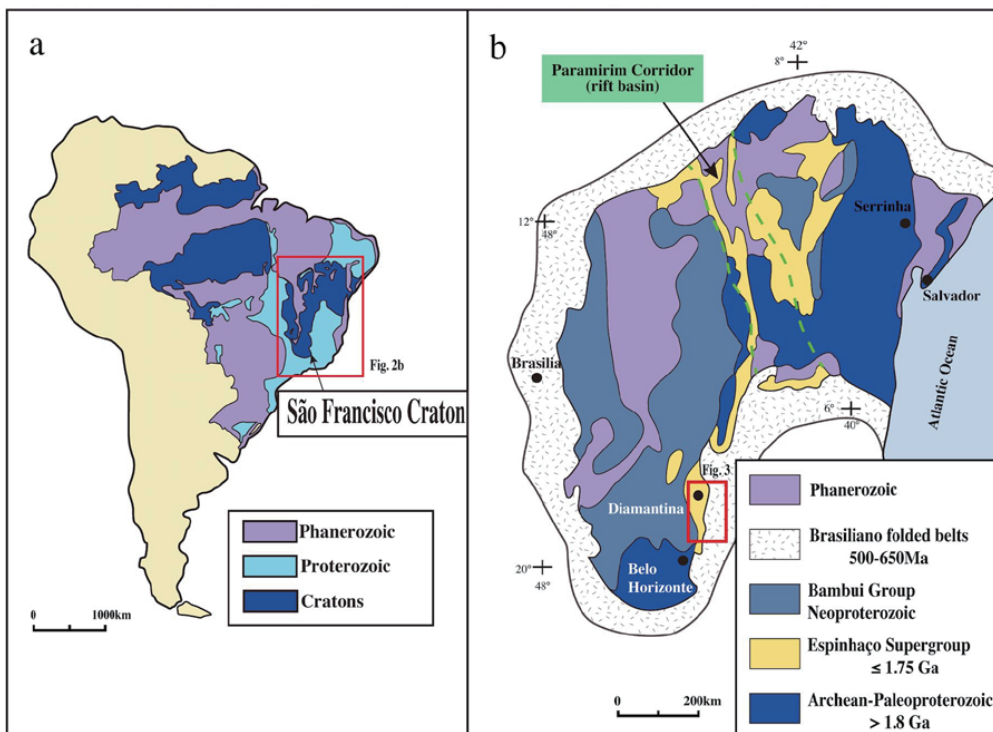 a
Fig. 2b
São Francisco Craton
Phanerozoic
Proterozoic
Cratons
0 1000km
b
Paramirim Corridor
(rift basin)
42°
8°
12°
48°
Serrinha
Salvador
Brasilia
Atlantic Ocean
6°
40°
Fig. 3
Diamantina
Belo
Horizonte
20°
48°
0 200km
Phanerozoic
Brasiliano folded belts
500-650Ma
Bambui Group
Neoproterozoic
Espinhaço Supergroup
≤ 1.75 Ga
Archean-Paleoproterozoic
> 1.8 Ga